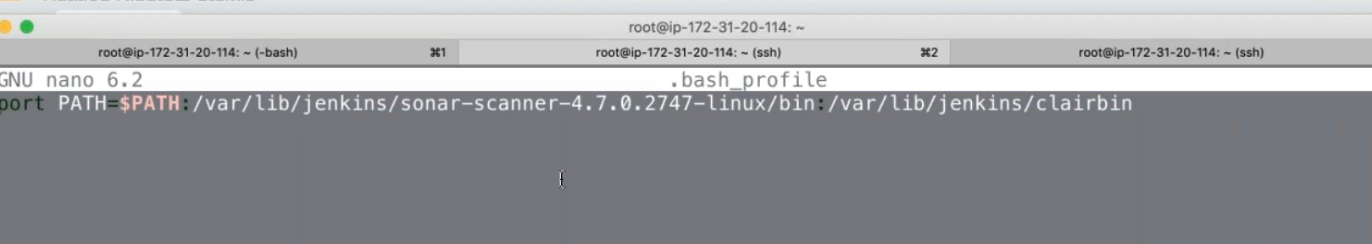 root@ip-172-31-20-114: ~
root@ip-172-31-20-114: ~ (-bash) ⌘1 root@ip-172-31-20-114: ~ (ssh) ⌘2 root@ip-172-31-20-114: ~ (ssh)
GNU nano 6.2 .bash_profile
port PATH=$PATH:/var/lib/jenkins/sonar-scanner-4.7.0.2747-linux/bin:/var/lib/jenkins/clairbin